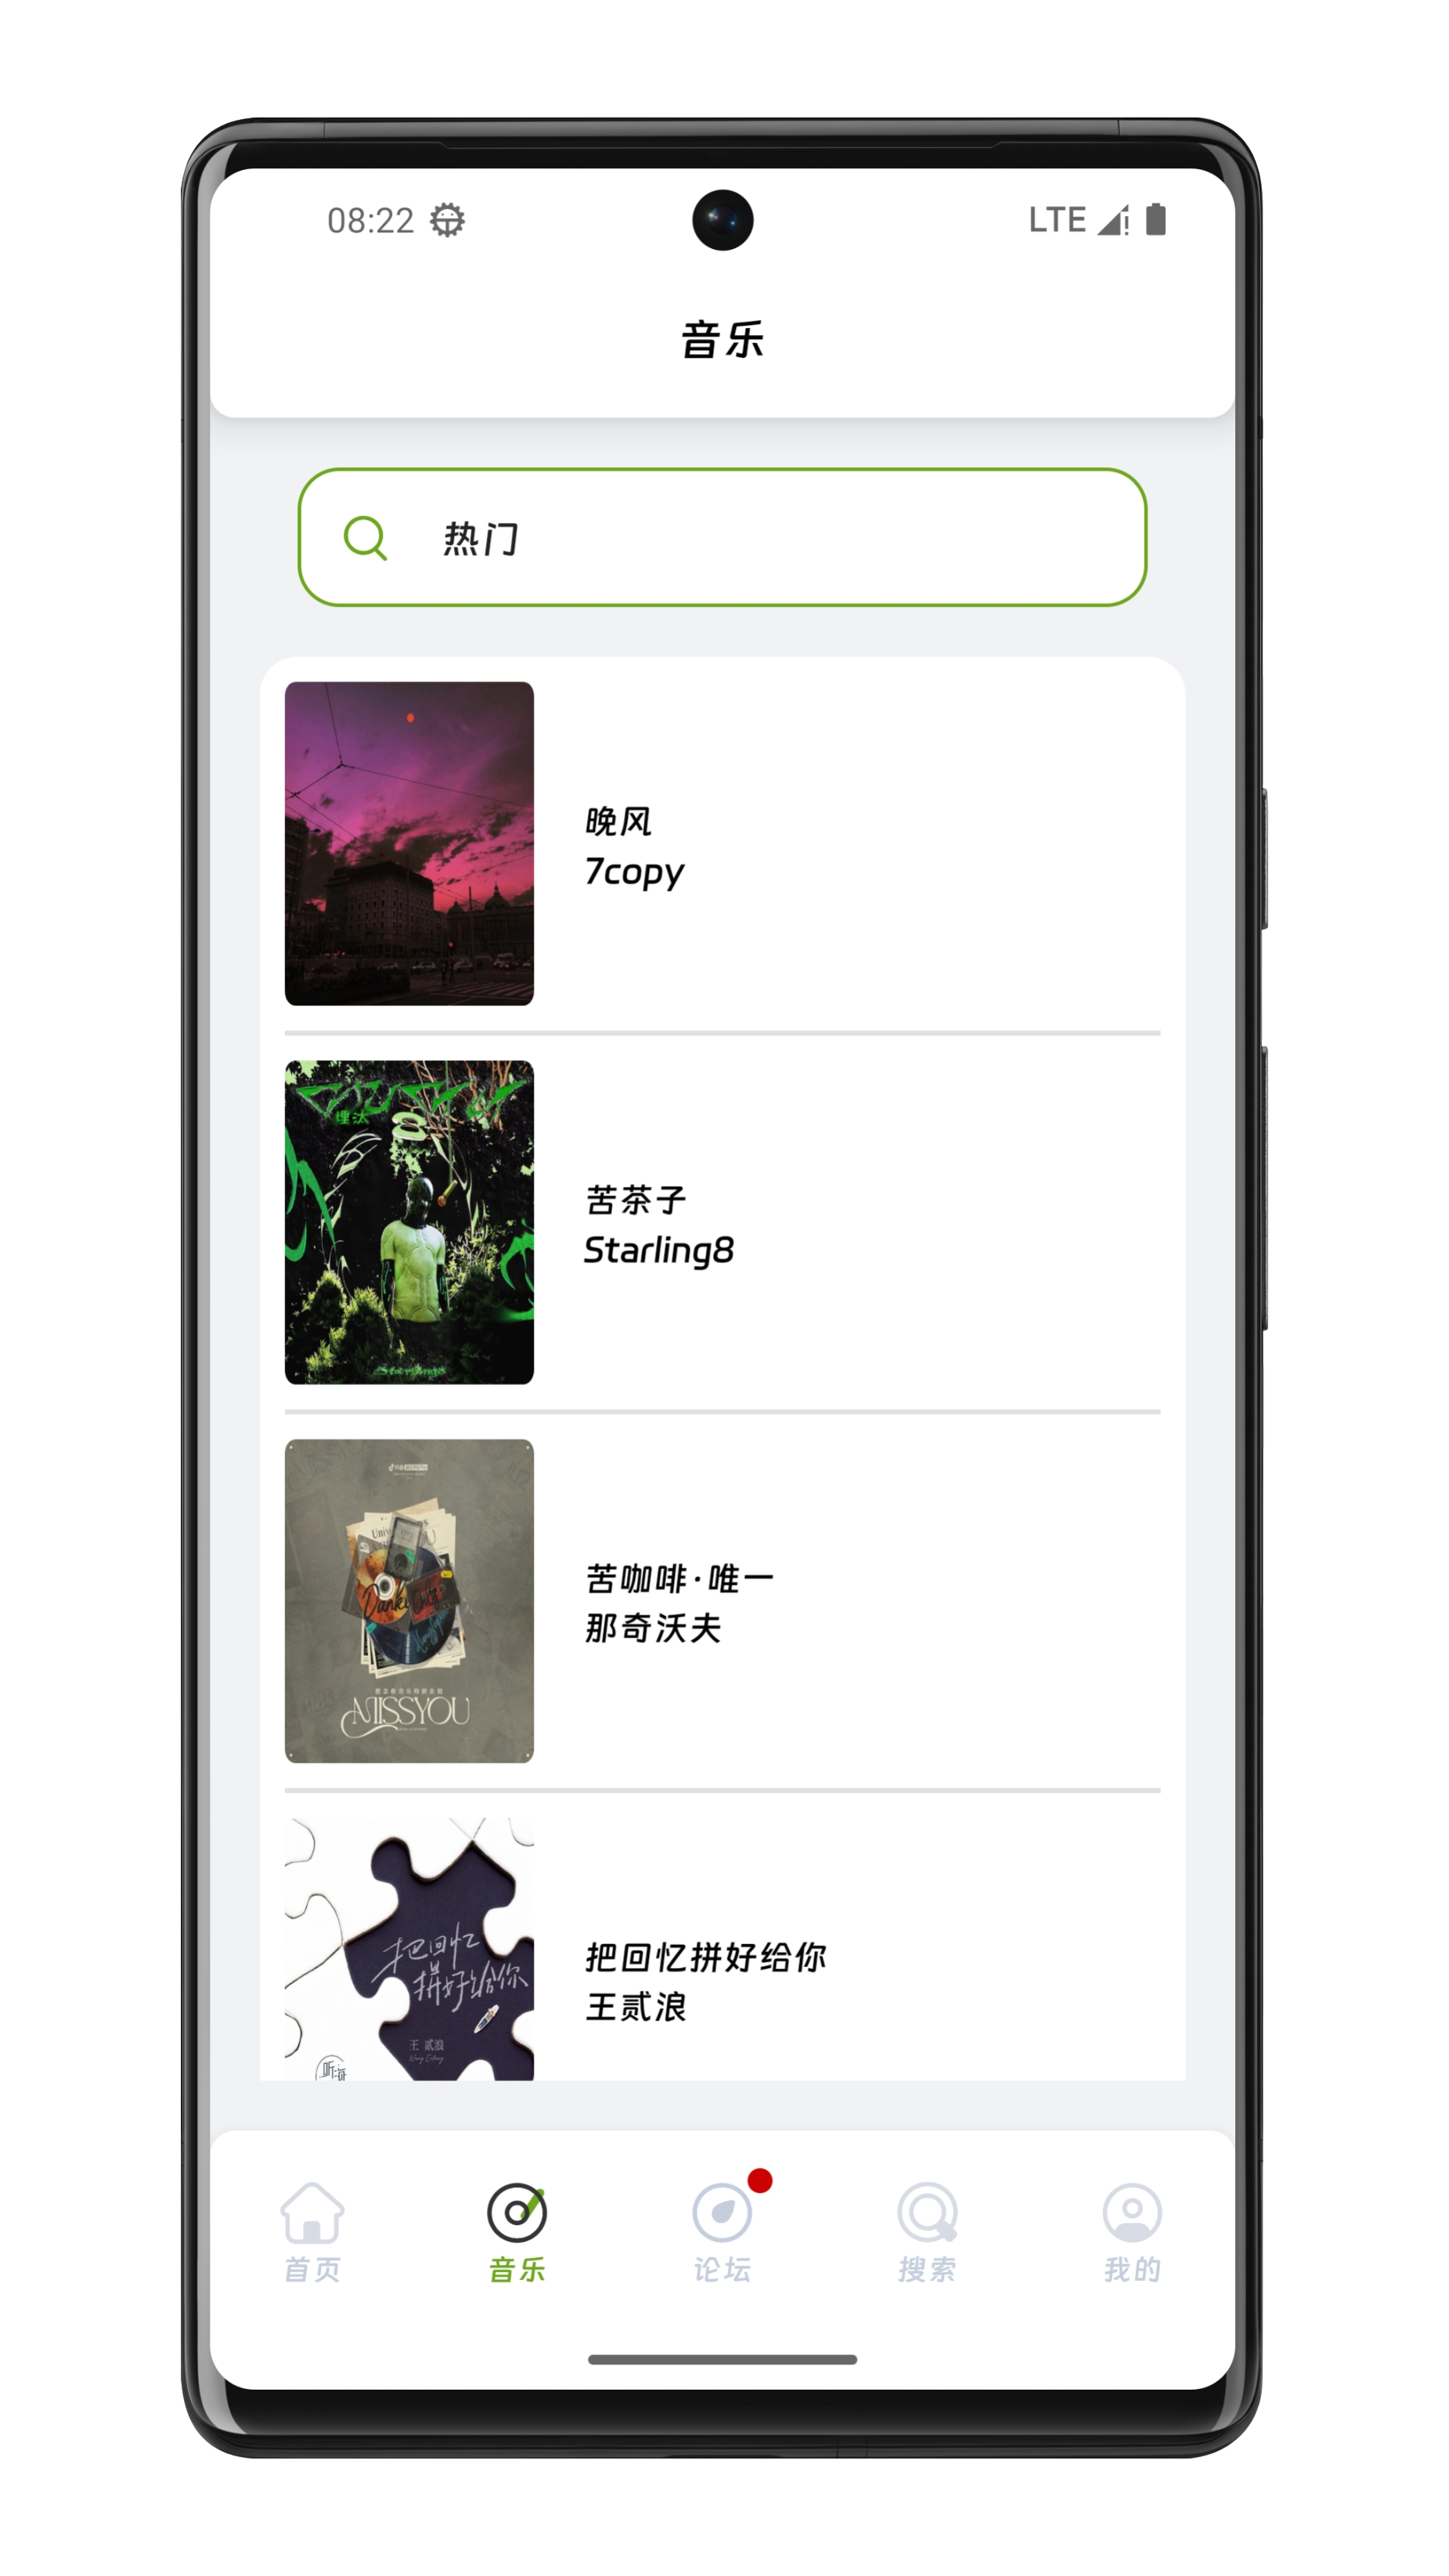 08:22
LTE
音乐
热门
晚风
7copy
苦茶子
Starling8
苦咖啡·唯一
那奇沃夫
MISSYOU
把回忆拼好给你
王贰浪
把回忆
拼好给你
王贰浪
首页
音乐
论坛
搜索
我的